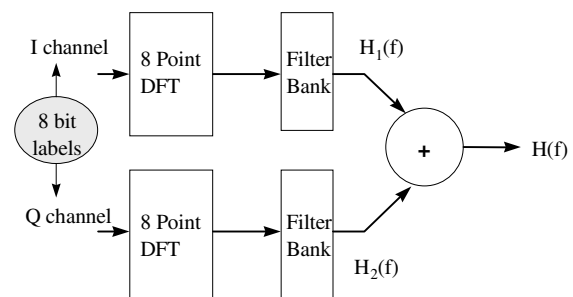 I channel
8 Point
DFT
Filter
Bank
H1(f)
8 bit
labels
+
H(f)
Q channel
8 Point
DFT
Filter
Bank
H2(f)